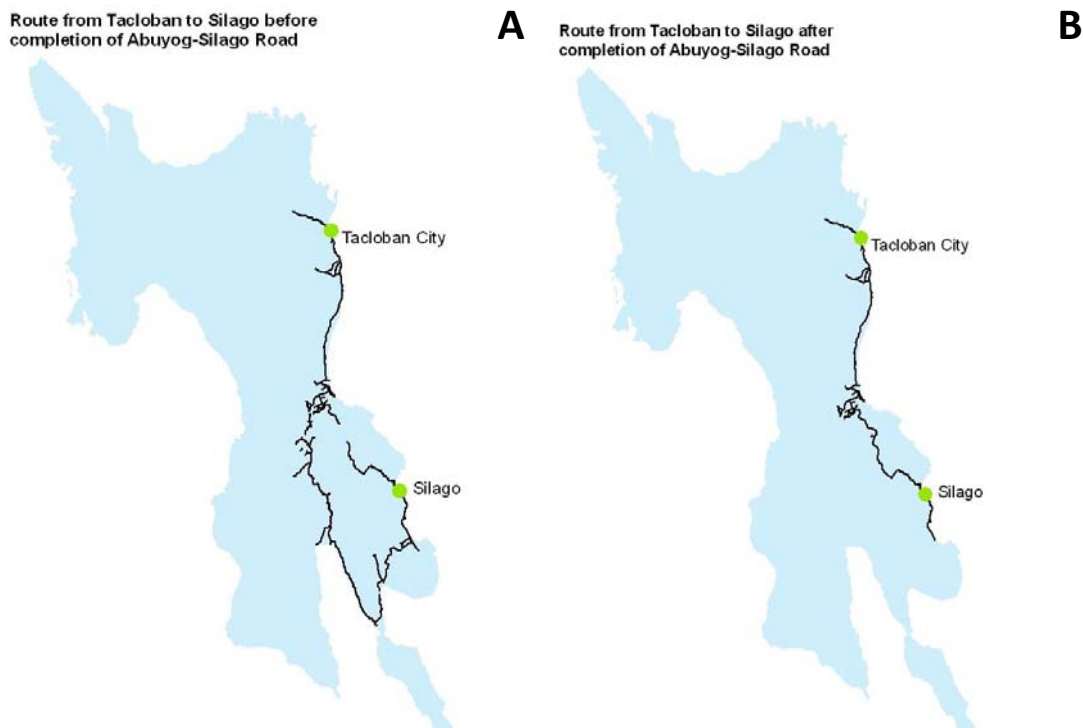 Route from Tacloban to Silago before
completion of Abuyog-Silago Road
A
Tacloban City
Silago
Route from Tacloban to Silago after
completion of Abuyog-Silago Road
B
Tacloban City
Silago